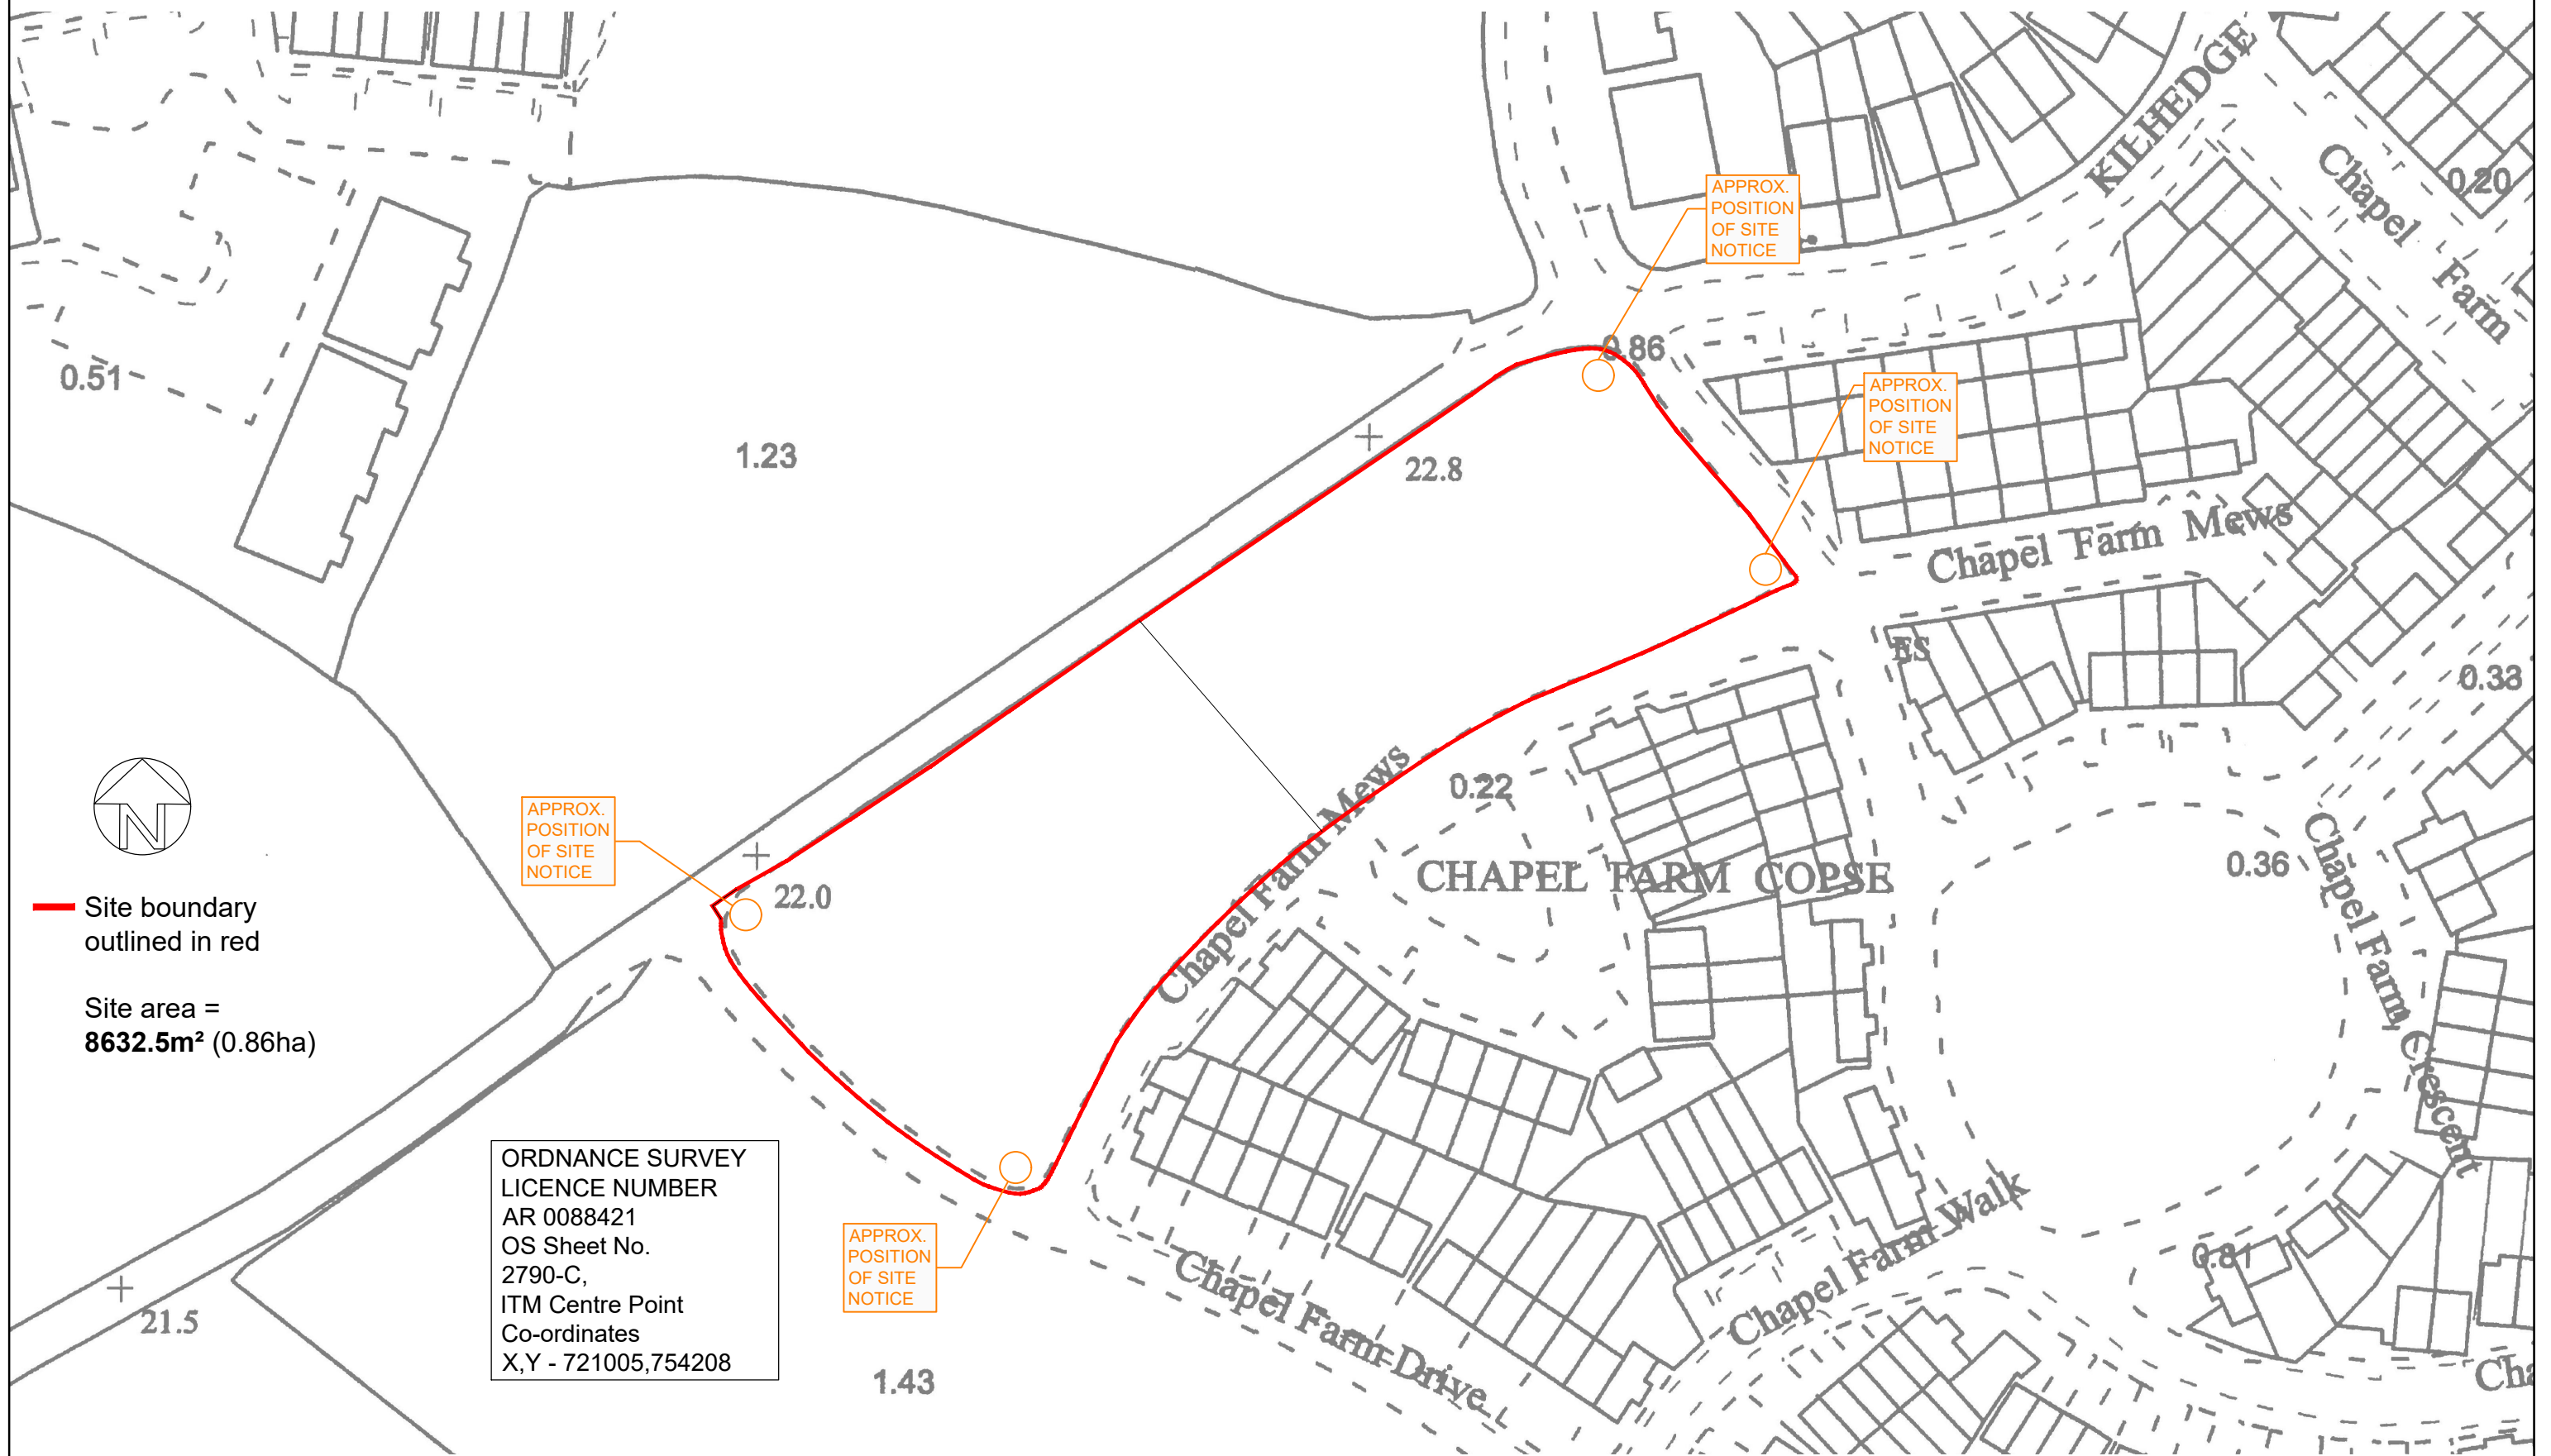 KILHEDGE
Chapel Farm
0.20
APPROX.
POSITION
OF SITE
NOTICE
0.86
0.51
1.23
22.8
APPROX.
POSITION
OF SITE
NOTICE
Chapel Farm Mews
ES
0.33
0.22
Chapel Farm Mews
CHAPEL FARM COPSE
0.36
Chapel Farm Crescent
APPROX.
POSITION
OF SITE
NOTICE
22.0
N
Site boundary
outlined in red
Site area =
8632.5m² (0.86ha)
ORDNANCE SURVEY
LICENCE NUMBER
AR 0088421
OS Sheet No.
2790-C,
ITM Centre Point
Co-ordinates
X,Y - 721005,754208
APPROX.
POSITION
OF SITE
NOTICE
Chapel Farm Walk
0.81
Chapel Farm Drive
21.5
1.43
Cha